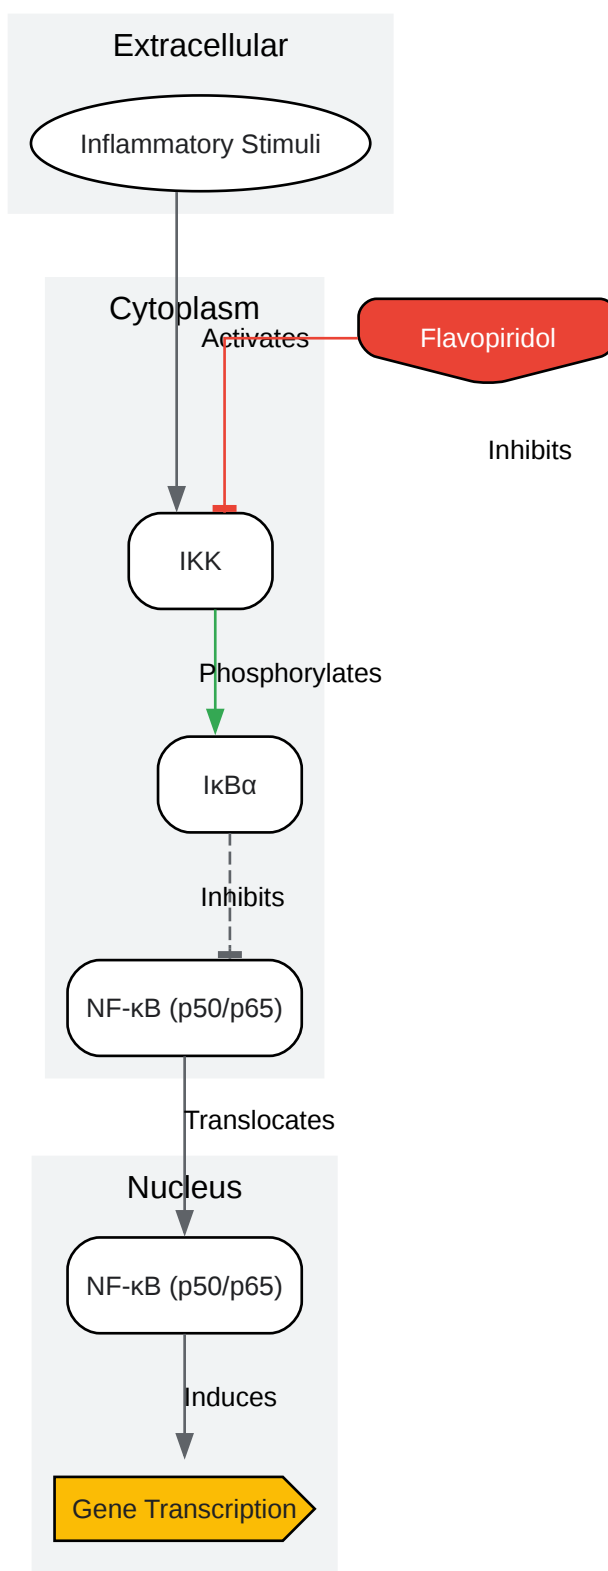 Extracellular
Inflammatory Stimuli
Cytoplasm
Activates
Flavopiridol
Inhibits
IKK
Phosphorylates
IκBα
Inhibits
NF-κB (p50/p65)
Translocates
Nucleus
NF-κB (p50/p65)
Induces
Gene Transcription